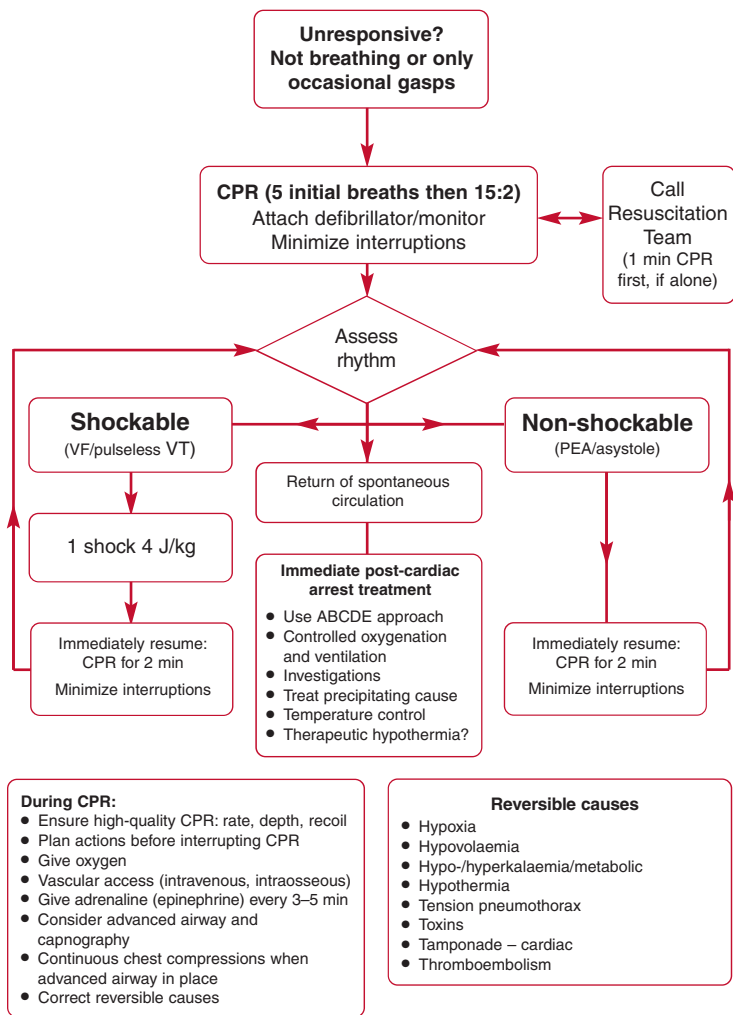 Unresponsive?
Not breathing or only
occasional gasps
CPR (5 initial breaths then 15:2)
Attach defibrillator/monitor
Minimize interruptions
Call
Resuscitation
Team
(1 min CPR
first, if alone)
Assess
rhythm
Shockable
(VF/pulseless VT)
Non-shockable
(PEA/asystole)
Return of spontaneous
circulation
1 shock 4 J/kg
Immediate post-cardiac
arrest treatment
● Use ABCDE approach
● Controlled oxygenation
and ventilation
● Investigations
● Treat precipitating cause
● Temperature control
● Therapeutic hypothermia?
Immediately resume:
CPR for 2 min
Minimize interruptions
Immediately resume:
CPR for 2 min
Minimize interruptions
During CPR:
● Ensure high-quality CPR: rate, depth, recoil
● Plan actions before interrupting CPR
● Give oxygen
● Vascular access (intravenous, intraosseous)
● Give adrenaline (epinephrine) every 3–5 min
● Consider advanced airway and
capnography
● Continuous chest compressions when
advanced airway in place
● Correct reversible causes
Reversible causes
● Hypoxia
● Hypovolaemia
● Hypo-/hyperkalaemia/metabolic
● Hypothermia
● Tension pneumothorax
● Toxins
● Tamponade – cardiac
● Thromboembolism